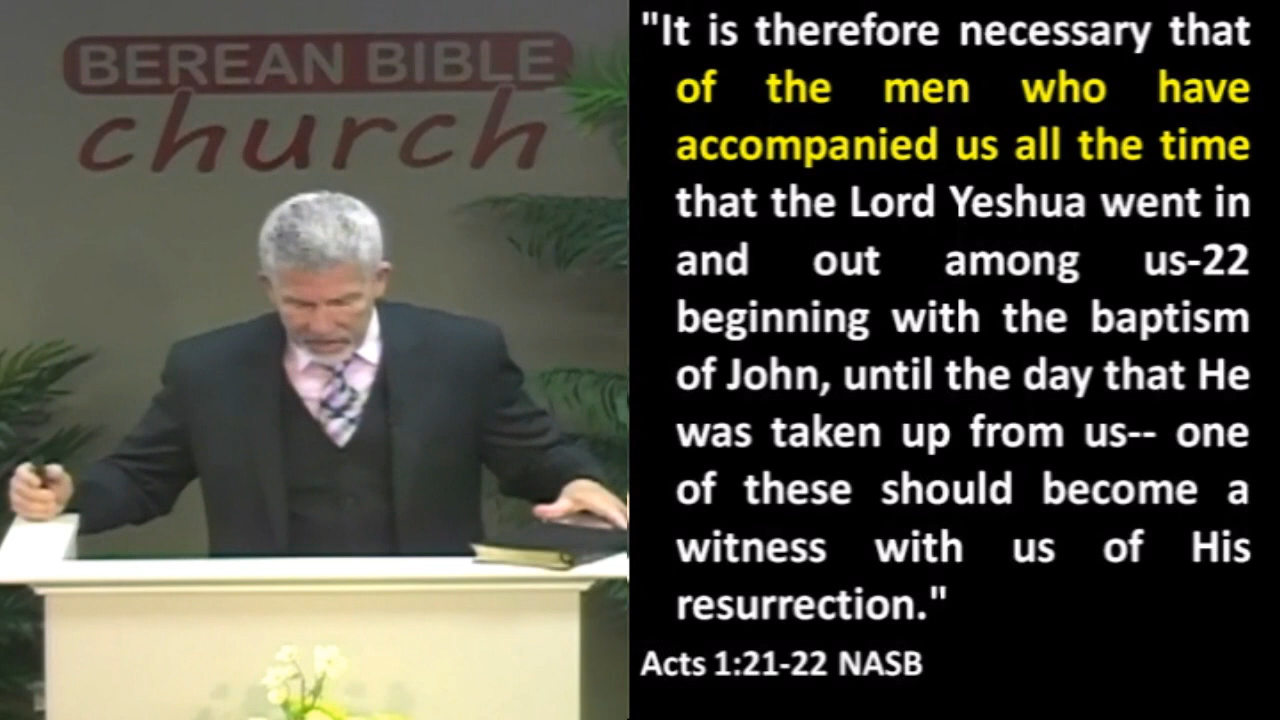 BEREAN BIBLE
church
"It is therefore necessary that
of the men who have
accompanied us all the time
that the Lord Yeshua went in
and out among us-22
beginning with the baptism
of John, until the day that He
was taken up from us-- one
of these should become a
witness with us of His
resurrection."
Acts 1:21-22 NASB